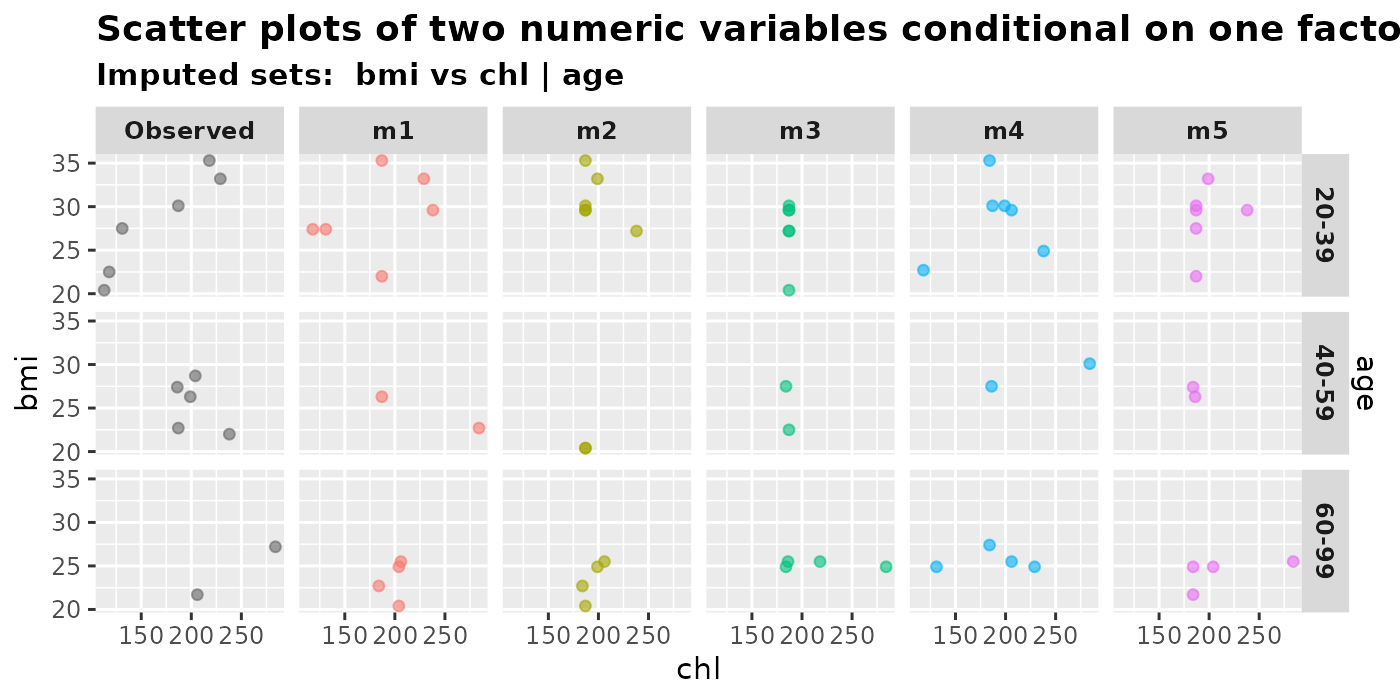 Scatter plots of two numeric variables conditional on one facto
Imputed sets:  bmi vs chl | age
Observed m1 m2 m3 m4 m5
35
30
25
20
20-39
35
30
25
20
40-59
35
30
25
20
60-99
bmi
age
150 200 250 150 200 250 150 200 250 150 200 250 150 200 250 150 200 250
chl